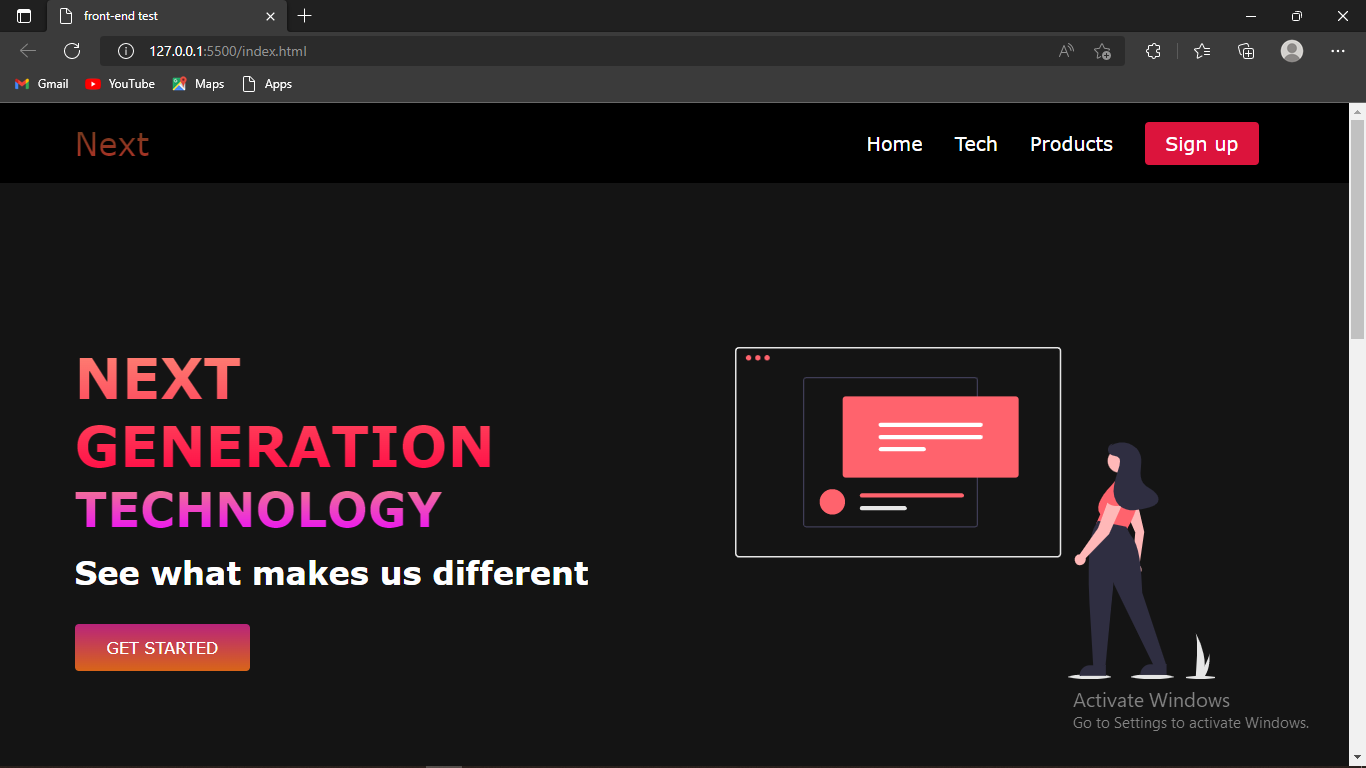 front-end test
127.0.0.1:5500/index.html
Gmail YouTube Maps Apps
Next Home Tech Products Sign up
NEXT
GENERATION
TECHNOLOGY
See what makes us different
GET STARTED
Activate Windows
Go to Settings to activate Windows.